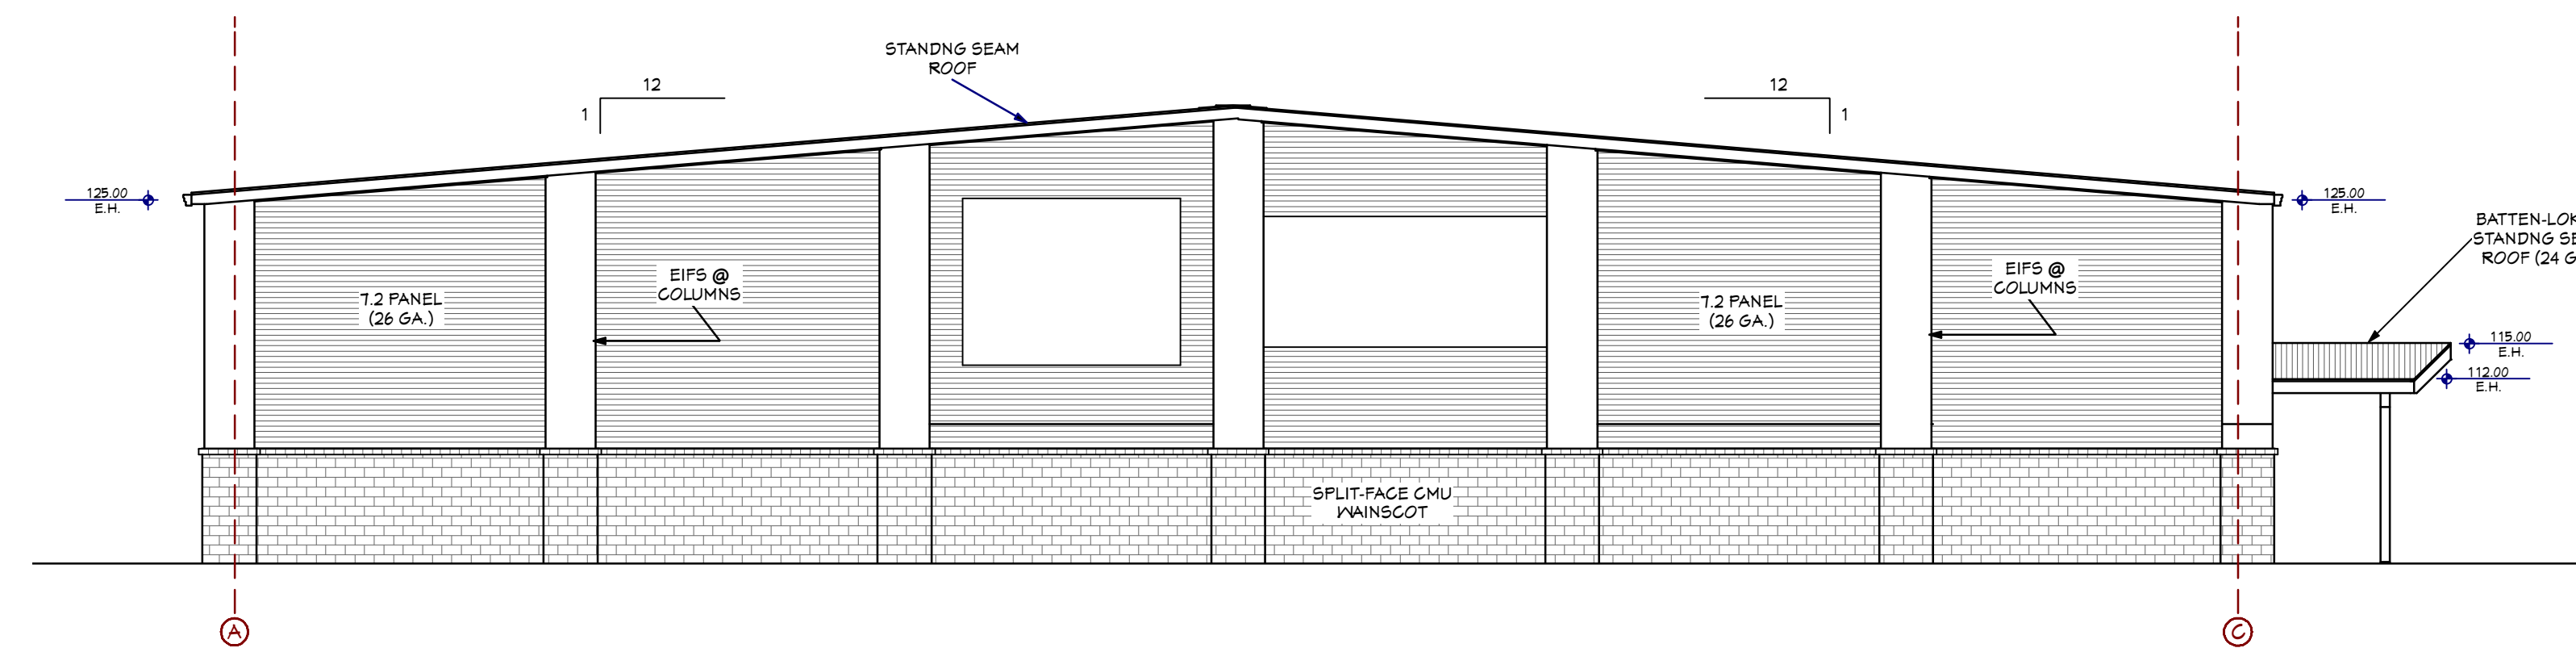 STANDNG SEAM
ROOF
12
1
12
1
125.00
E.H.
125.00
E.H.
BATTEN-LOK
STANDNG SE
ROOF (24 G
EIFS @
COLUMNS
EIFS @
COLUMNS
7.2 PANEL
(26 GA.)
7.2 PANEL
(26 GA.)
115.00
E.H.
112.00
E.H.
SPLIT-FACE CMU
WAINSCOT
A
C